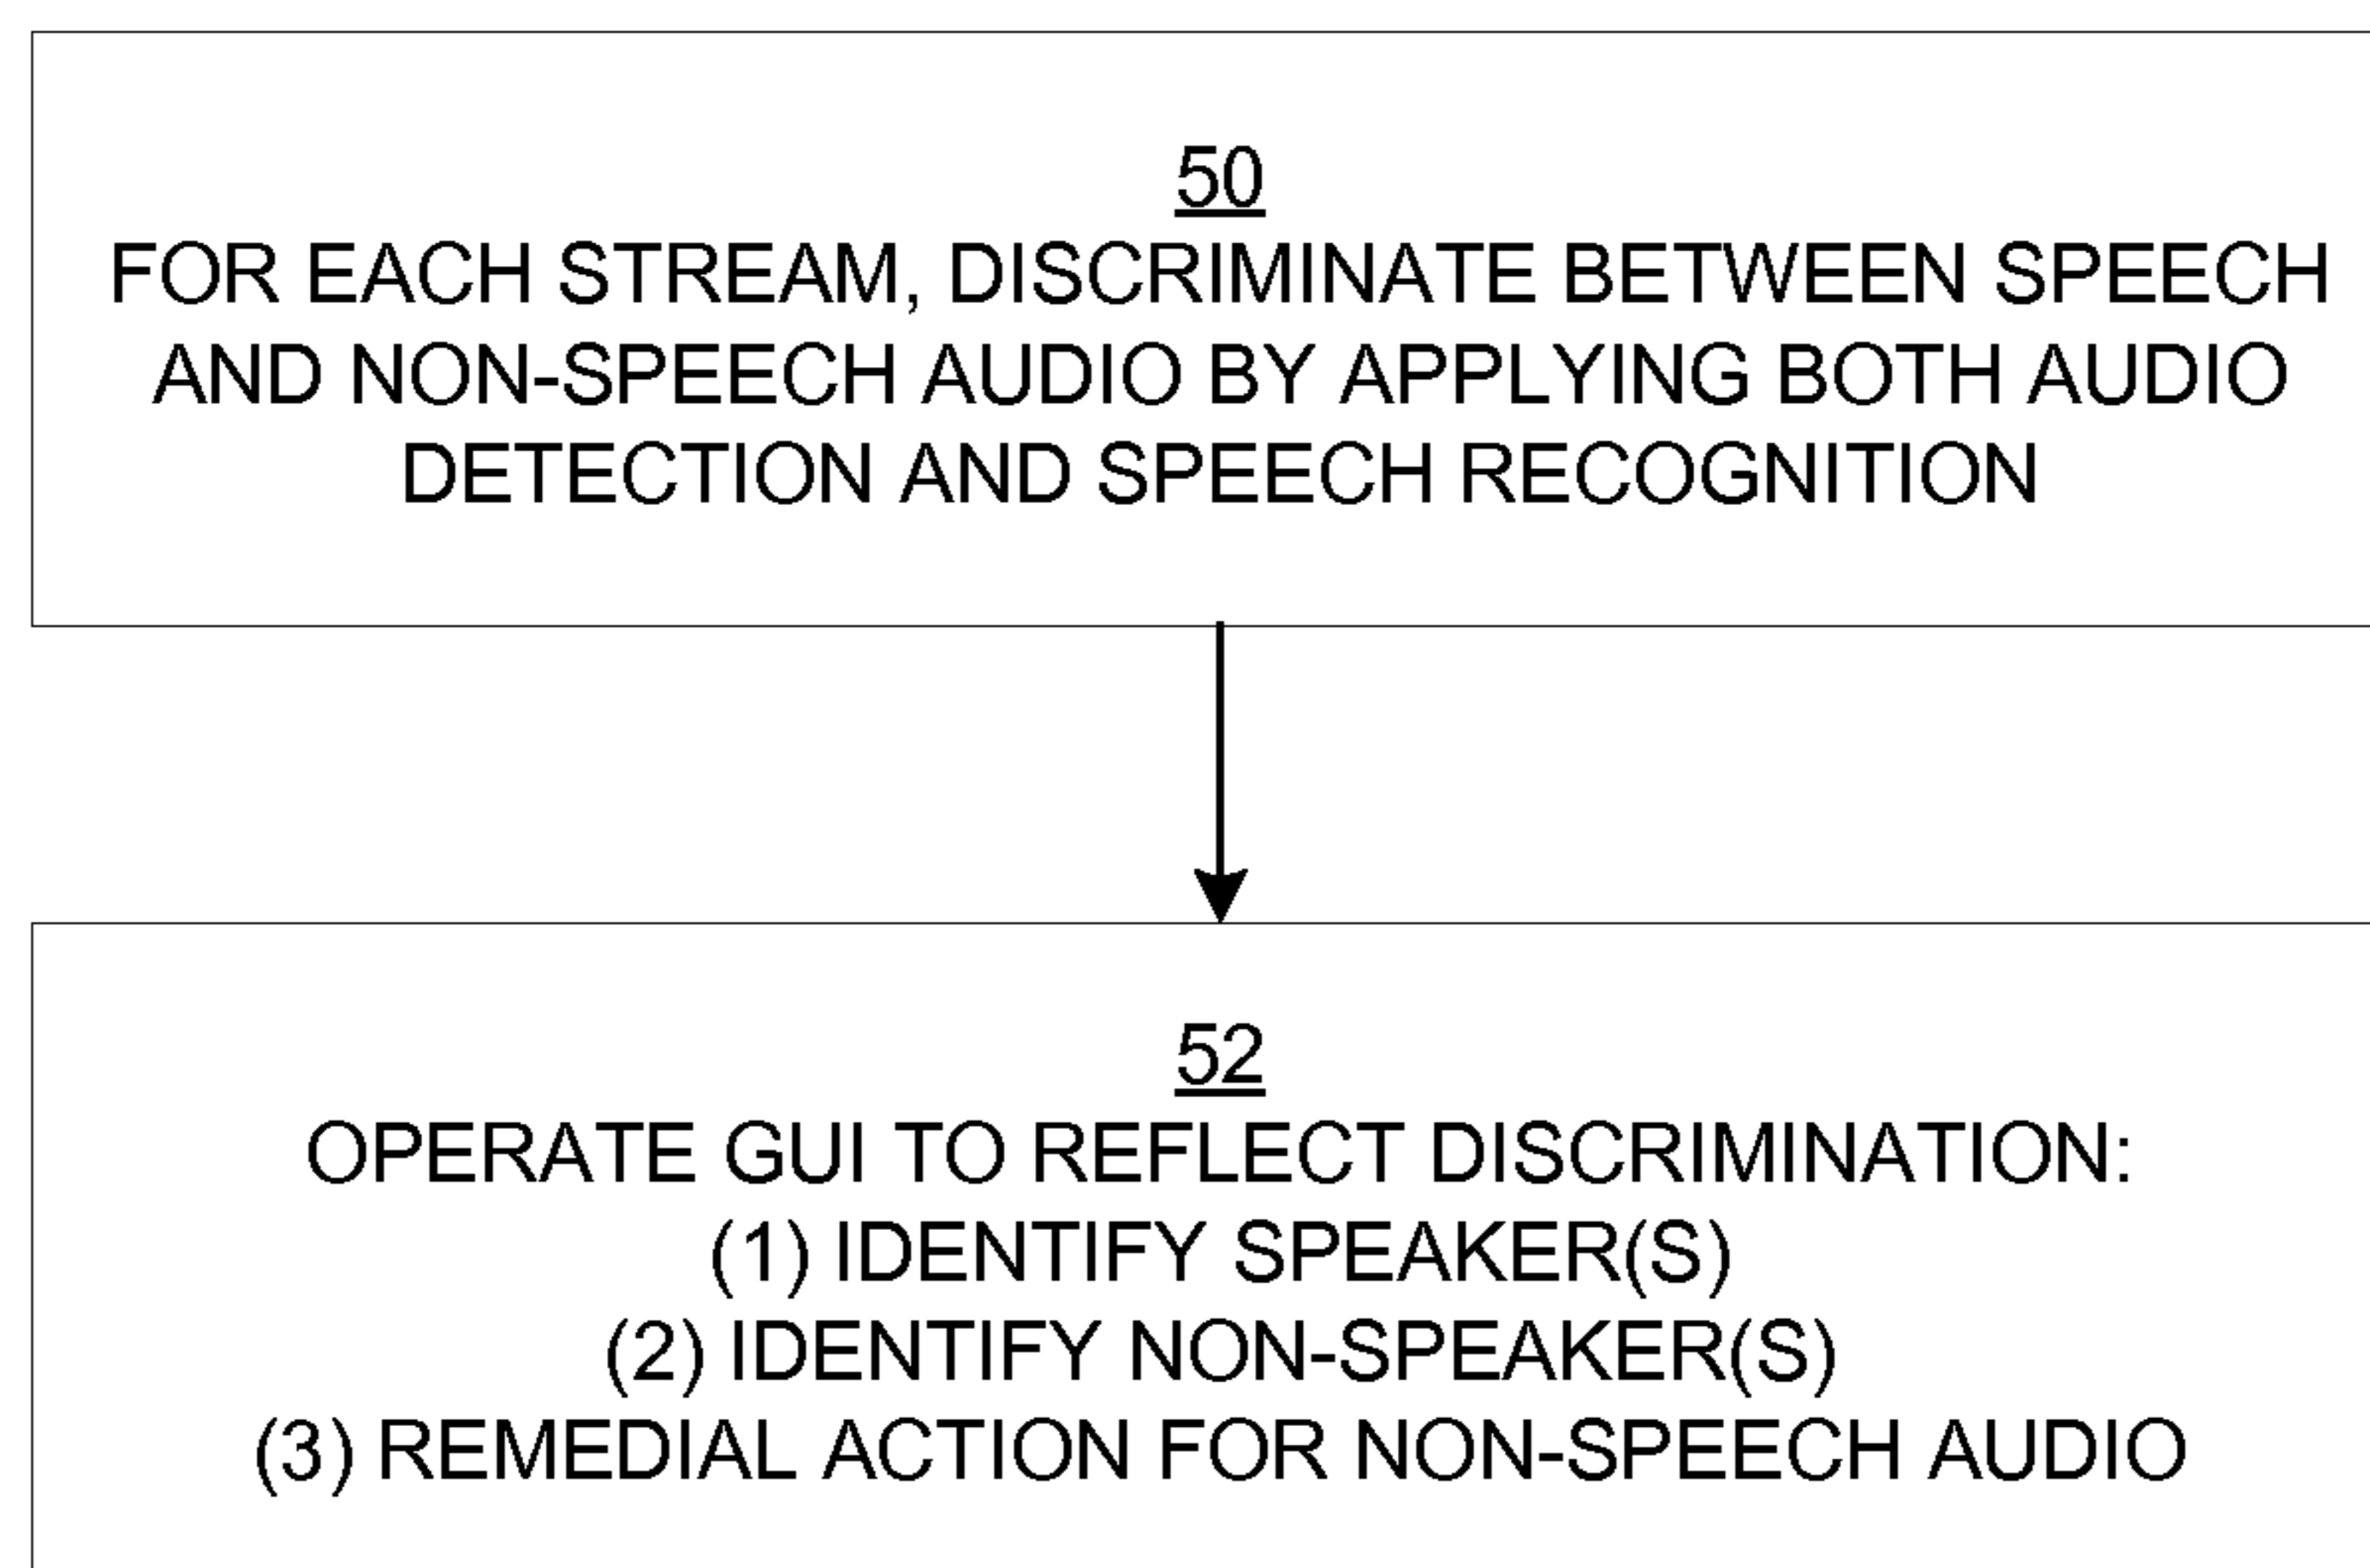 50
FOR EACH STREAM, DISCRIMINATE BETWEEN SPEECH
AND NON-SPEECH AUDIO BY APPLYING BOTH AUDIO
DETECTION AND SPEECH RECOGNITION
52
OPERATE GUI TO REFLECT DISCRIMINATION:
(1) IDENTIFY SPEAKER(S)
(2) IDENTIFY NON-SPEAKER(S)
(3) REMEDIAL ACTION FOR NON-SPEECH AUDIO